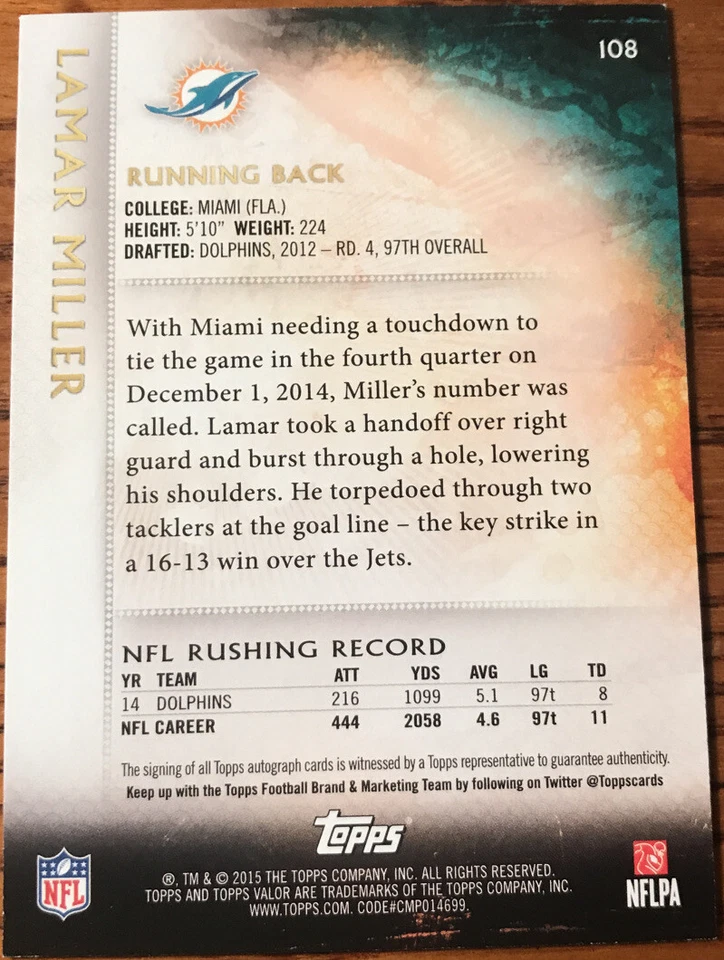 108
LAMAR MILLER
RUNNING BACK
COLLEGE: MIAMI (FLA.)
HEIGHT: 5'10" WEIGHT: 224
DRAFTED: DOLPHINS, 2012 – RD. 4, 97TH OVERALL
With Miami needing a touchdown to
tie the game in the fourth quarter on
December 1, 2014, Miller's number was
called. Lamar took a handoff over right
guard and burst through a hole, lowering
his shoulders. He torpedoed through two
tacklers at the goal line – the key strike in
a 16-13 win over the Jets.
NFL RUSHING RECORD
YR TEAM ATT YDS AVG LG TD
14 DOLPHINS 216 1099 5.1 97t 8
NFL CAREER 444 2058 4.6 97t 11
The signing of all Topps autograph cards is witnessed by a Topps representative to guarantee authenticity.
Keep up with the Topps Football Brand & Marketing Team by following on Twitter @Toppscards
topps®
®, TM & © 2015 THE TOPPS COMPANY, INC. ALL RIGHTS RESERVED.
TOPPS AND TOPPS VALOR ARE TRADEMARKS OF THE TOPPS COMPANY, INC.
WWW.TOPPS.COM. CODE#CMP014699.
NFL
NFLPA